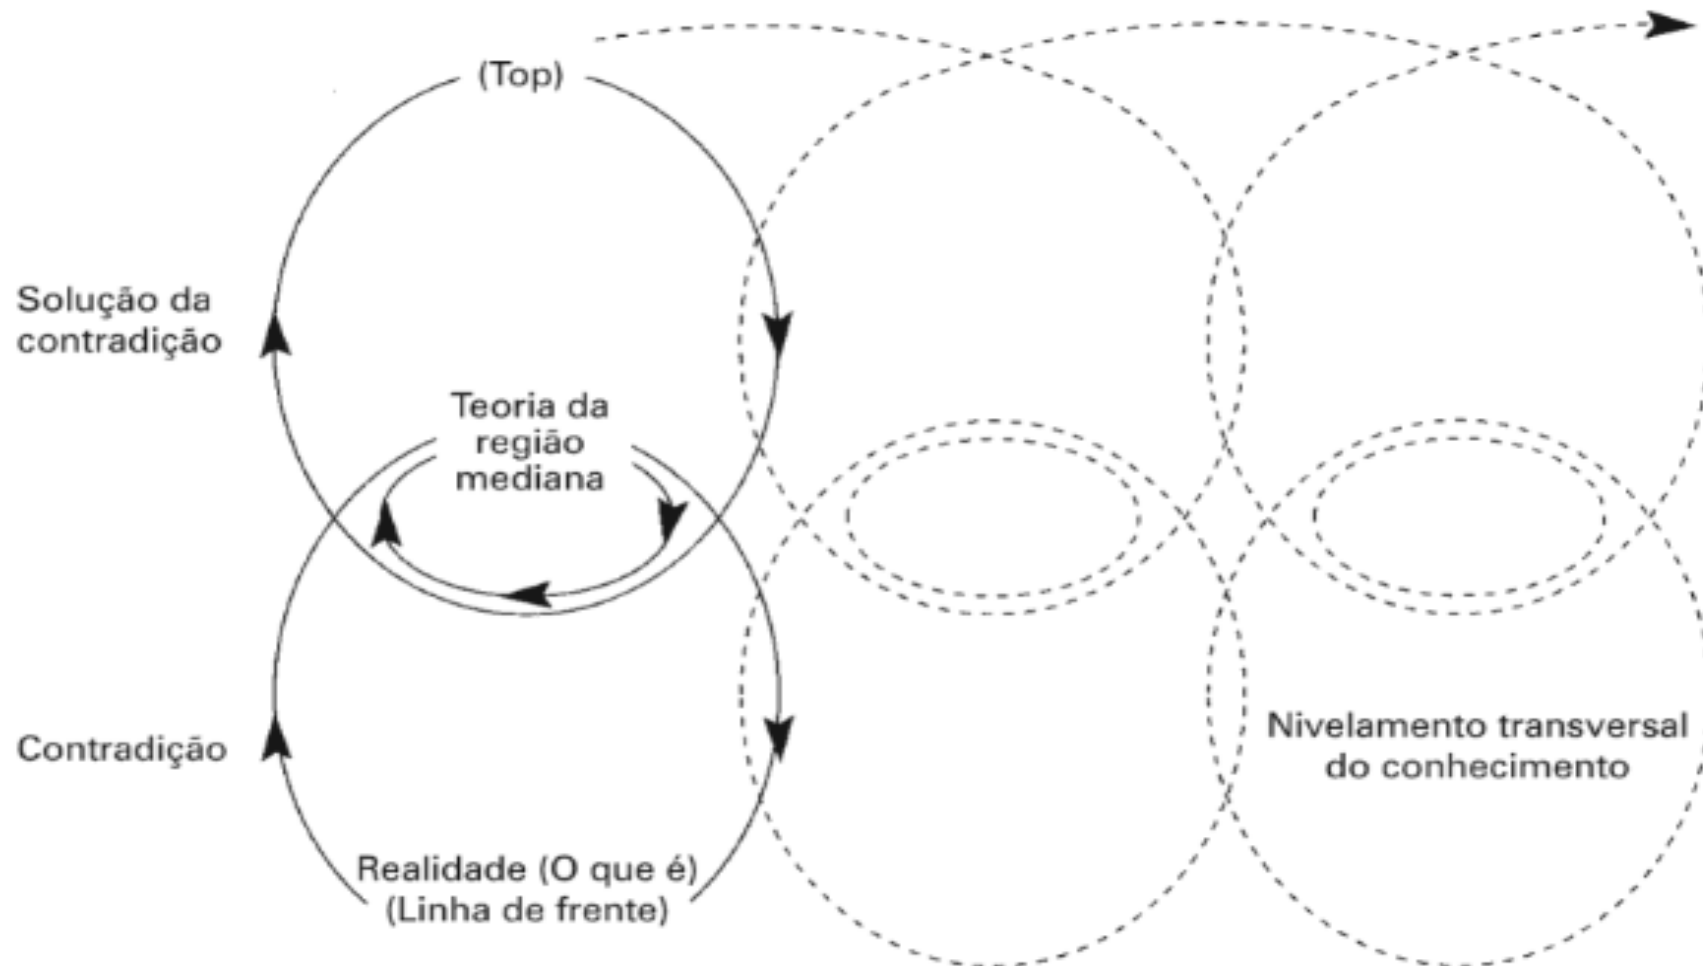 (Top)
Solução da
contradição
Teoria da
região
mediana
Contradição
Nivelamento transversal
do conhecimento
Realidade (O que é)
(Linha de frente)